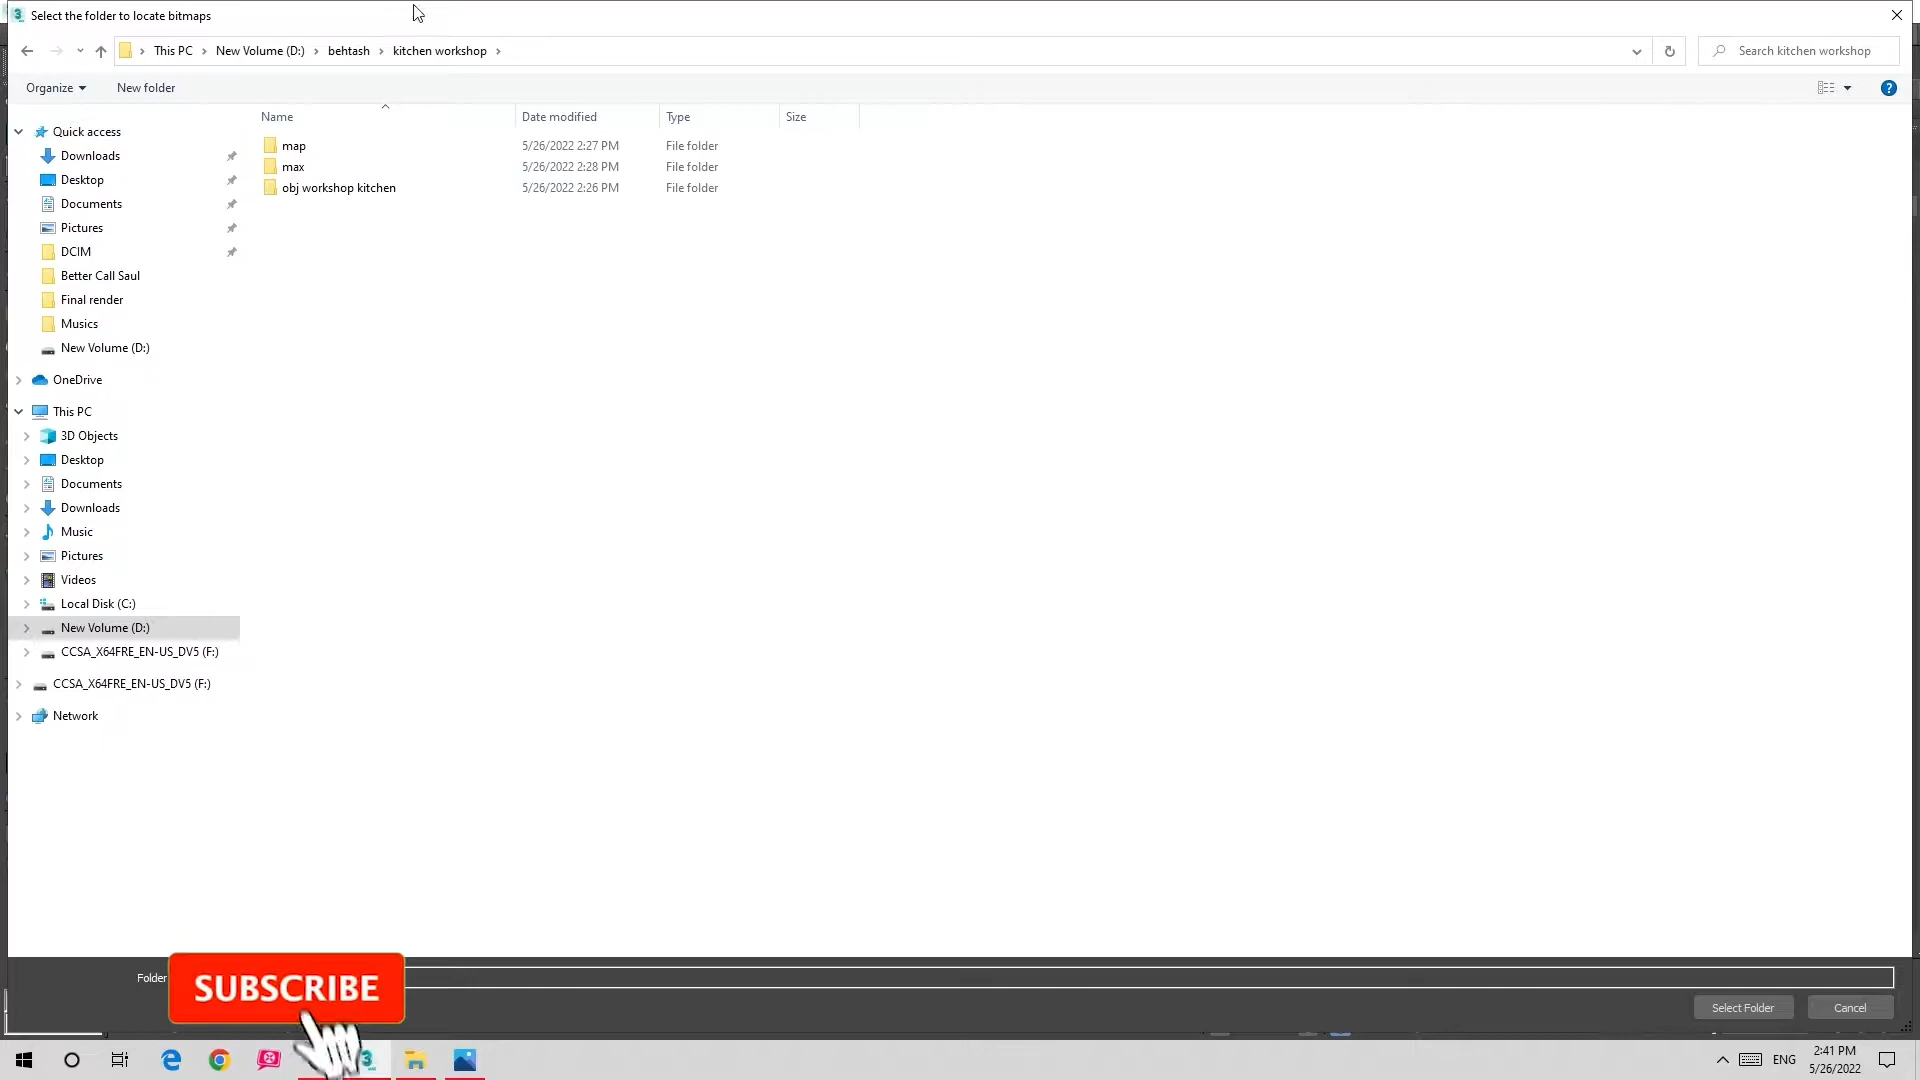 Select the folder to locate bitmaps
This PC > New Volume (D:) > behtash > kitchen workshop >
Search kitchen workshop
Organize
New folder
Name Date modified Type Size
map 5/26/2022 2:27 PM File folder
max 5/26/2022 2:28 PM File folder
obj workshop kitchen 5/26/2022 2:26 PM File folder
Quick access
Downloads
Desktop
Documents
Pictures
DCIM
Better Call Saul
Final render
Musics
New Volume (D:)
OneDrive
This PC
3D Objects
Desktop
Documents
Downloads
Music
Pictures
Videos
Local Disk (C:)
New Volume (D:)
CCSA_X64FRE_EN-US_DV5 (F:)
CCSA_X64FRE_EN-US_DV5 (F:)
Network
Folder
SUBSCRIBE
Select Folder
Cancel
ENG
2:41 PM
5/26/2022